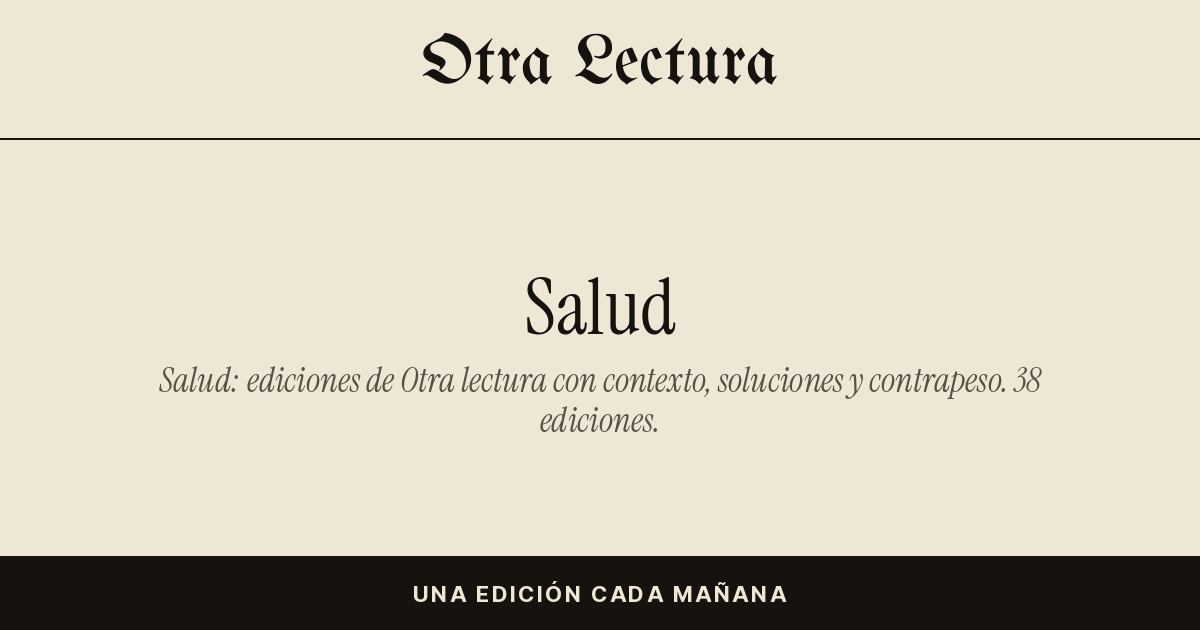 Otra Lectura
Salud
Salud: ediciones de Otra lectura con contexto, soluciones y contrapeso. 38
ediciones.
UNA EDICIÓN CADA MAÑANA